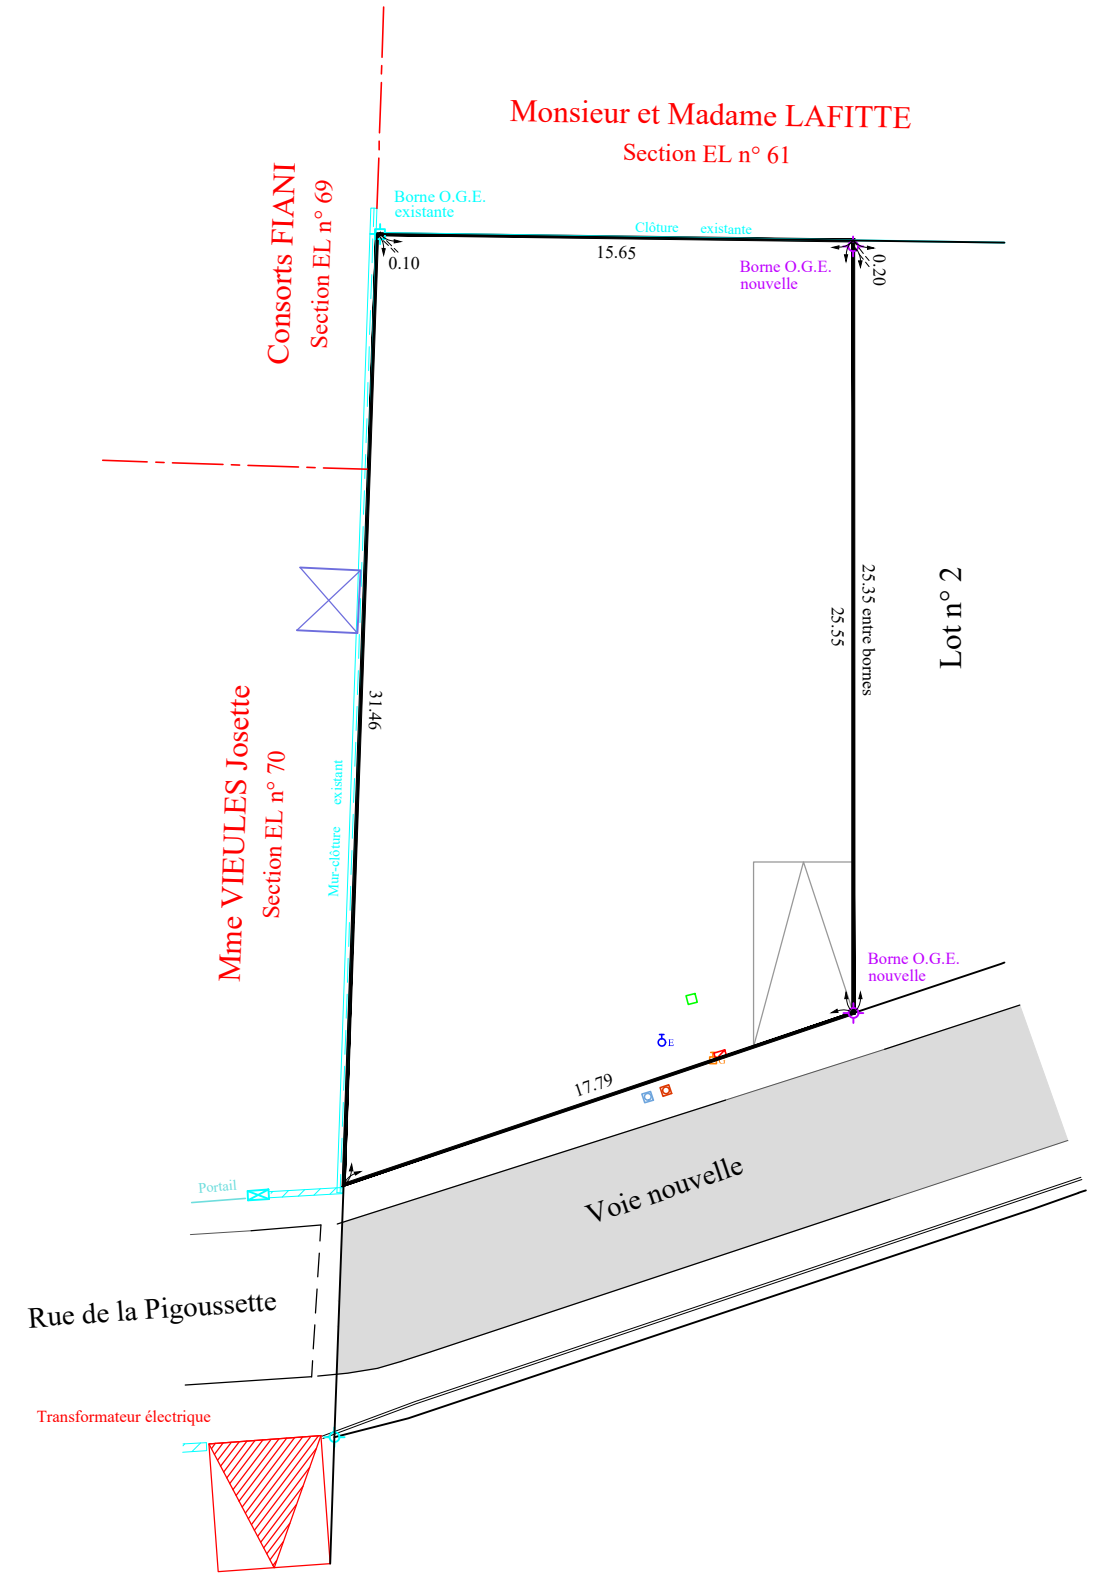 Monsieur et Madame LAFITTE
Section EL n° 61
Consorts FIANI
Section EL n° 69
Borne O.G.E.
existante
Clôture existante
15.65
0.10
Borne O.G.E.
nouvelle
0.20
25.35 entre bornes
25.55
Lot n° 2
31.46
Mme VIEULES Josette
Section EL n° 70
Mur-clôture existant
Borne O.G.E.
nouvelle
E
17.79
Portail
Voie nouvelle
Rue de la Pigoussette
Transformateur électrique